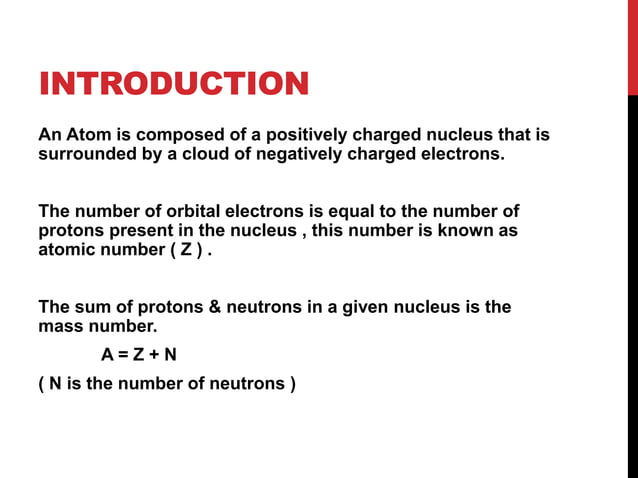 INTRODUCTION
An Atom is composed of a positively charged nucleus that is
surrounded by a cloud of negatively charged electrons.
The number of orbital electrons is equal to the number of
protons present in the nucleus , this number is known as
atomic number ( Z ) .
The sum of protons & neutrons in a given nucleus is the
mass number.
A = Z + N
( N is the number of neutrons )